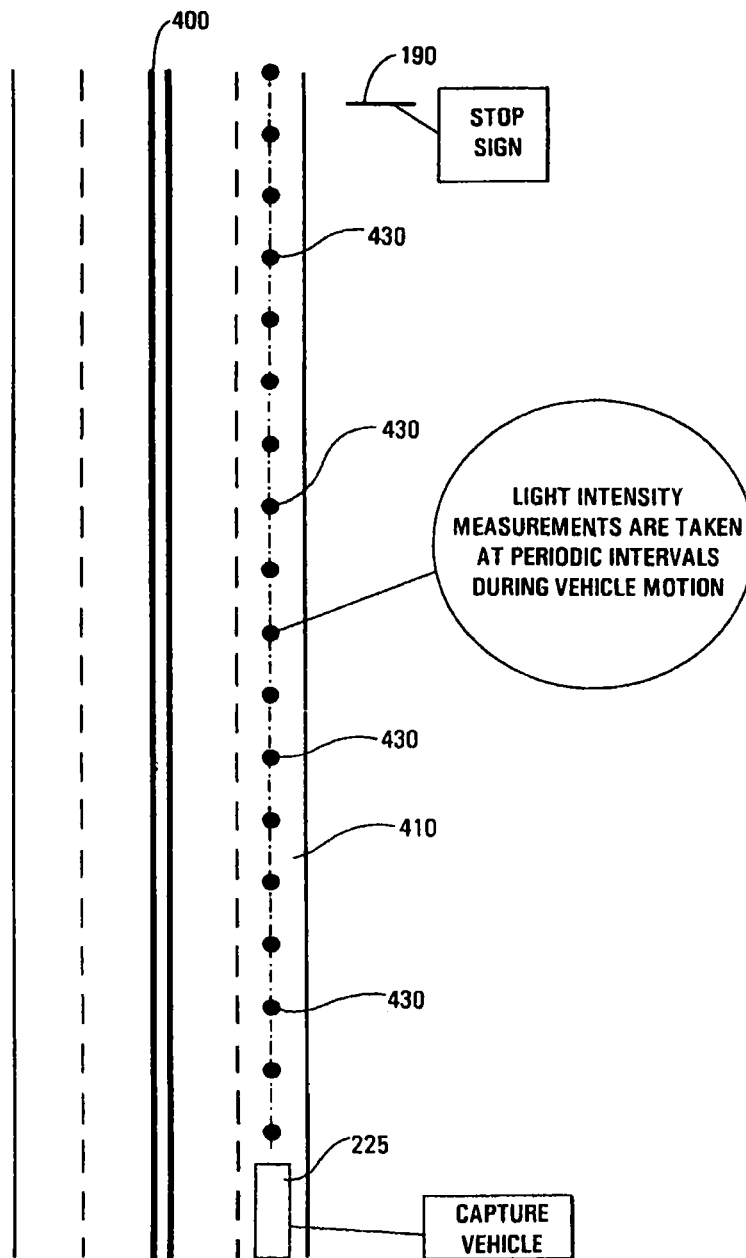 400
190
STOP
SIGN
430
430
LIGHT INTENSITY
MEASUREMENTS ARE TAKEN
AT PERIODIC INTERVALS
DURING VEHICLE MOTION
430
410
430
225
CAPTURE
VEHICLE